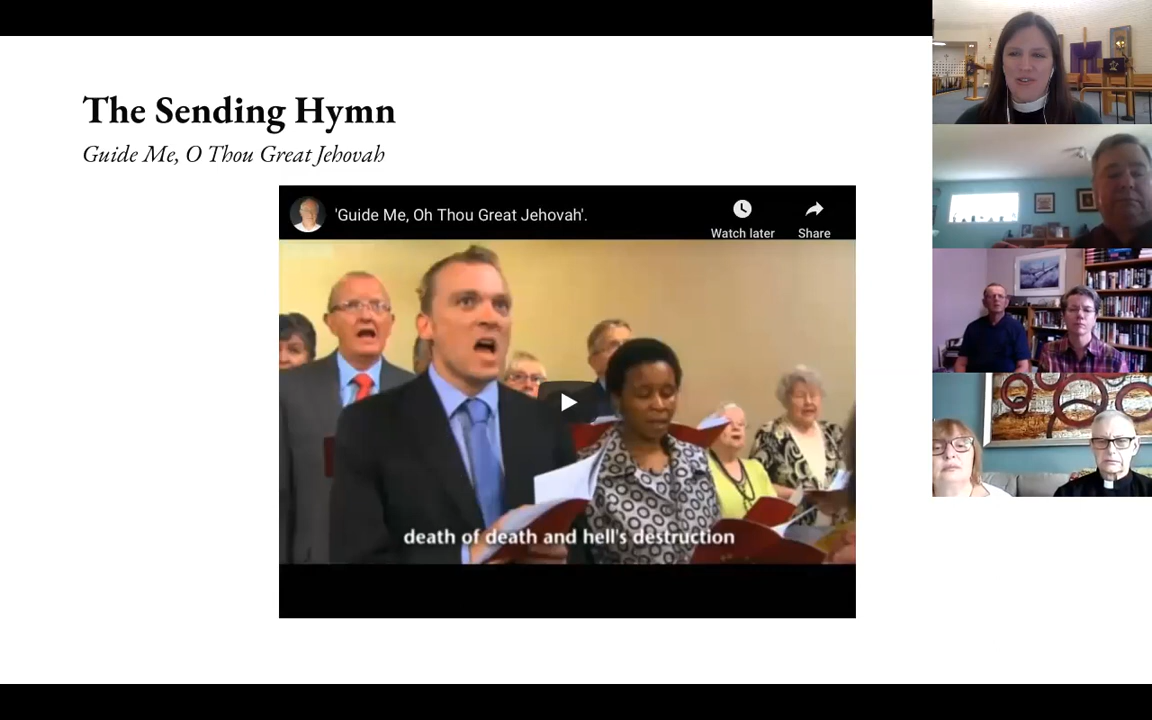 The Sending Hymn
Guide Me, O Thou Great Jehovah
'Guide Me, Oh Thou Great Jehovah'.
Watch later
Share
death of death and hell's destruction